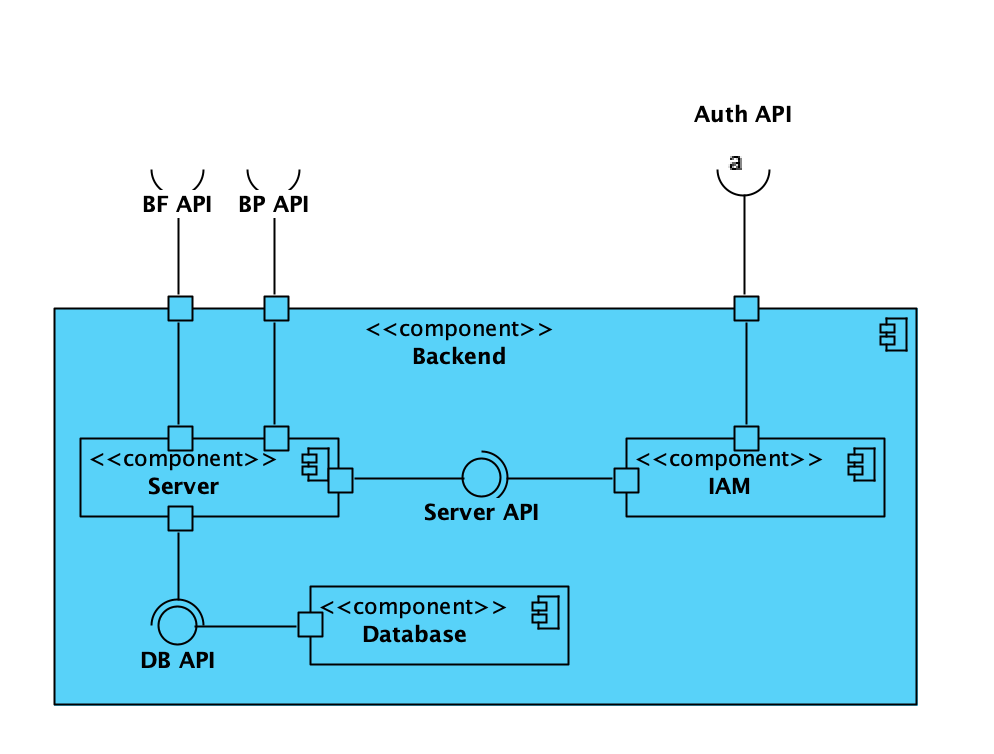 Auth API
a
BF API
BP API
<<component>>
Backend
<<component>>
Server
<<component>>
IAM
Server API
<<component>>
Database
DB API